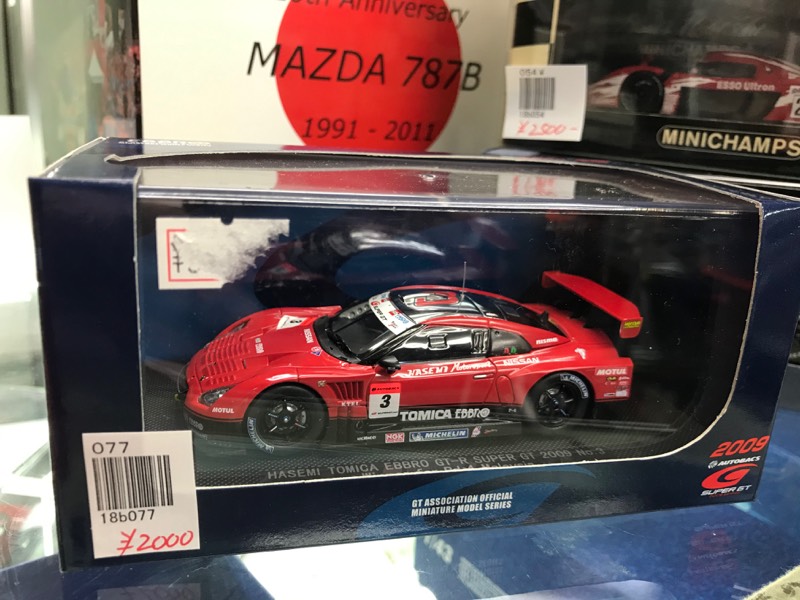 Anniversary
MAZDA 787B
1991 - 2011
054
18b054
¥2500-
ESSO Ultron
MINICHAMPS
HASEMI Motorsport
NISSAN
MOTUL
MOTUL
3
TOMICA EBBRO
NGK
MICHELIN
HASEMI TOMICA EBBRO GT-R SUPER GT 2009 No.3
077
18b077
¥2000
GT ASSOCIATION OFFICIAL
MINIATURE MODEL SERIES
2009
AUTOBACS
SUPER GT